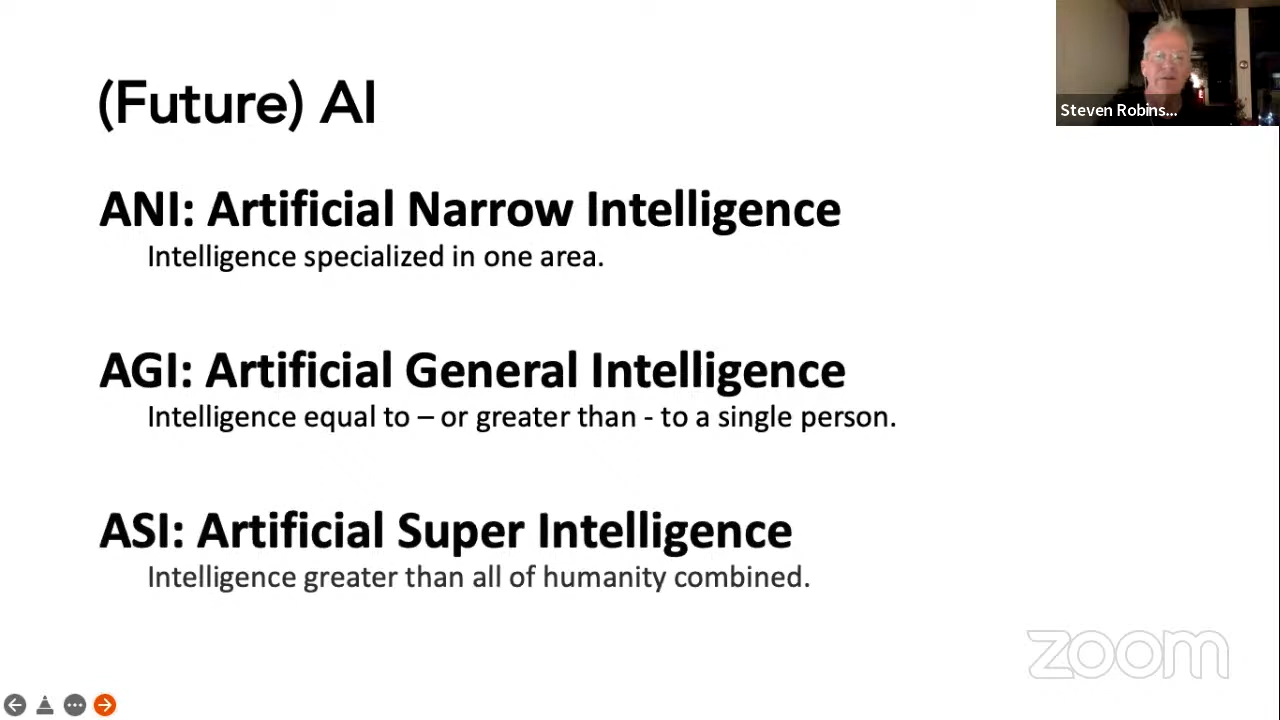 (Future) AI
Steven Robins...
ANI: Artificial Narrow Intelligence
Intelligence specialized in one area.
AGI: Artificial General Intelligence
Intelligence equal to – or greater than - to a single person.
ASI: Artificial Super Intelligence
Intelligence greater than all of humanity combined.
zoom